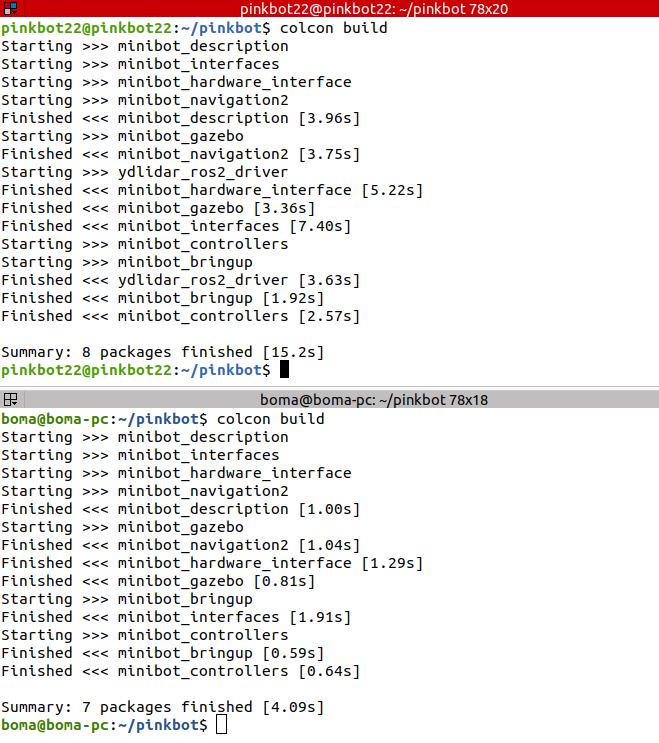 pinkbot22@pinkbot22: ~/pinkbot 78x20
pinkbot22@pinkbot22:~/pinkbot$ colcon build
Starting >>> minibot_description
Starting >>> minibot_interfaces
Starting >>> minibot_hardware_interface
Starting >>> minibot_navigation2
Finished <<< minibot_description [3.96s]
Starting >>> minibot_gazebo
Finished <<< minibot_navigation2 [3.75s]
Starting >>> ydlidar_ros2_driver
Finished <<< minibot_hardware_interface [5.22s]
Finished <<< minibot_gazebo [3.36s]
Finished <<< minibot_interfaces [7.40s]
Starting >>> minibot_controllers
Starting >>> minibot_bringup
Finished <<< ydlidar_ros2_driver [3.63s]
Finished <<< minibot_bringup [1.92s]
Finished <<< minibot_controllers [2.57s]
Summary: 8 packages finished [15.2s]
pinkbot22@pinkbot22:~/pinkbot$
boma@boma-pc: ~/pinkbot 78x18
boma@boma-pc:~/pinkbot$ colcon build
Starting >>> minibot_description
Starting >>> minibot_interfaces
Starting >>> minibot_hardware_interface
Starting >>> minibot_navigation2
Finished <<< minibot_description [1.00s]
Starting >>> minibot_gazebo
Finished <<< minibot_navigation2 [1.04s]
Finished <<< minibot_hardware_interface [1.29s]
Finished <<< minibot_gazebo [0.81s]
Starting >>> minibot_bringup
Finished <<< minibot_interfaces [1.91s]
Starting >>> minibot_controllers
Finished <<< minibot_bringup [0.59s]
Finished <<< minibot_controllers [0.64s]
Summary: 7 packages finished [4.09s]
boma@boma-pc:~/pinkbot$